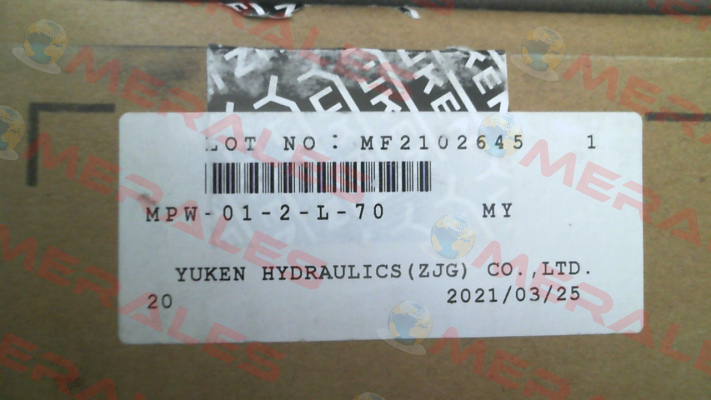 LOT NO: MF2102645 1
MPW-01-2-L-70 MY
YUKEN HYDRAULICS(ZJG) CO.,LTD.
20 2021/03/25
MERALES